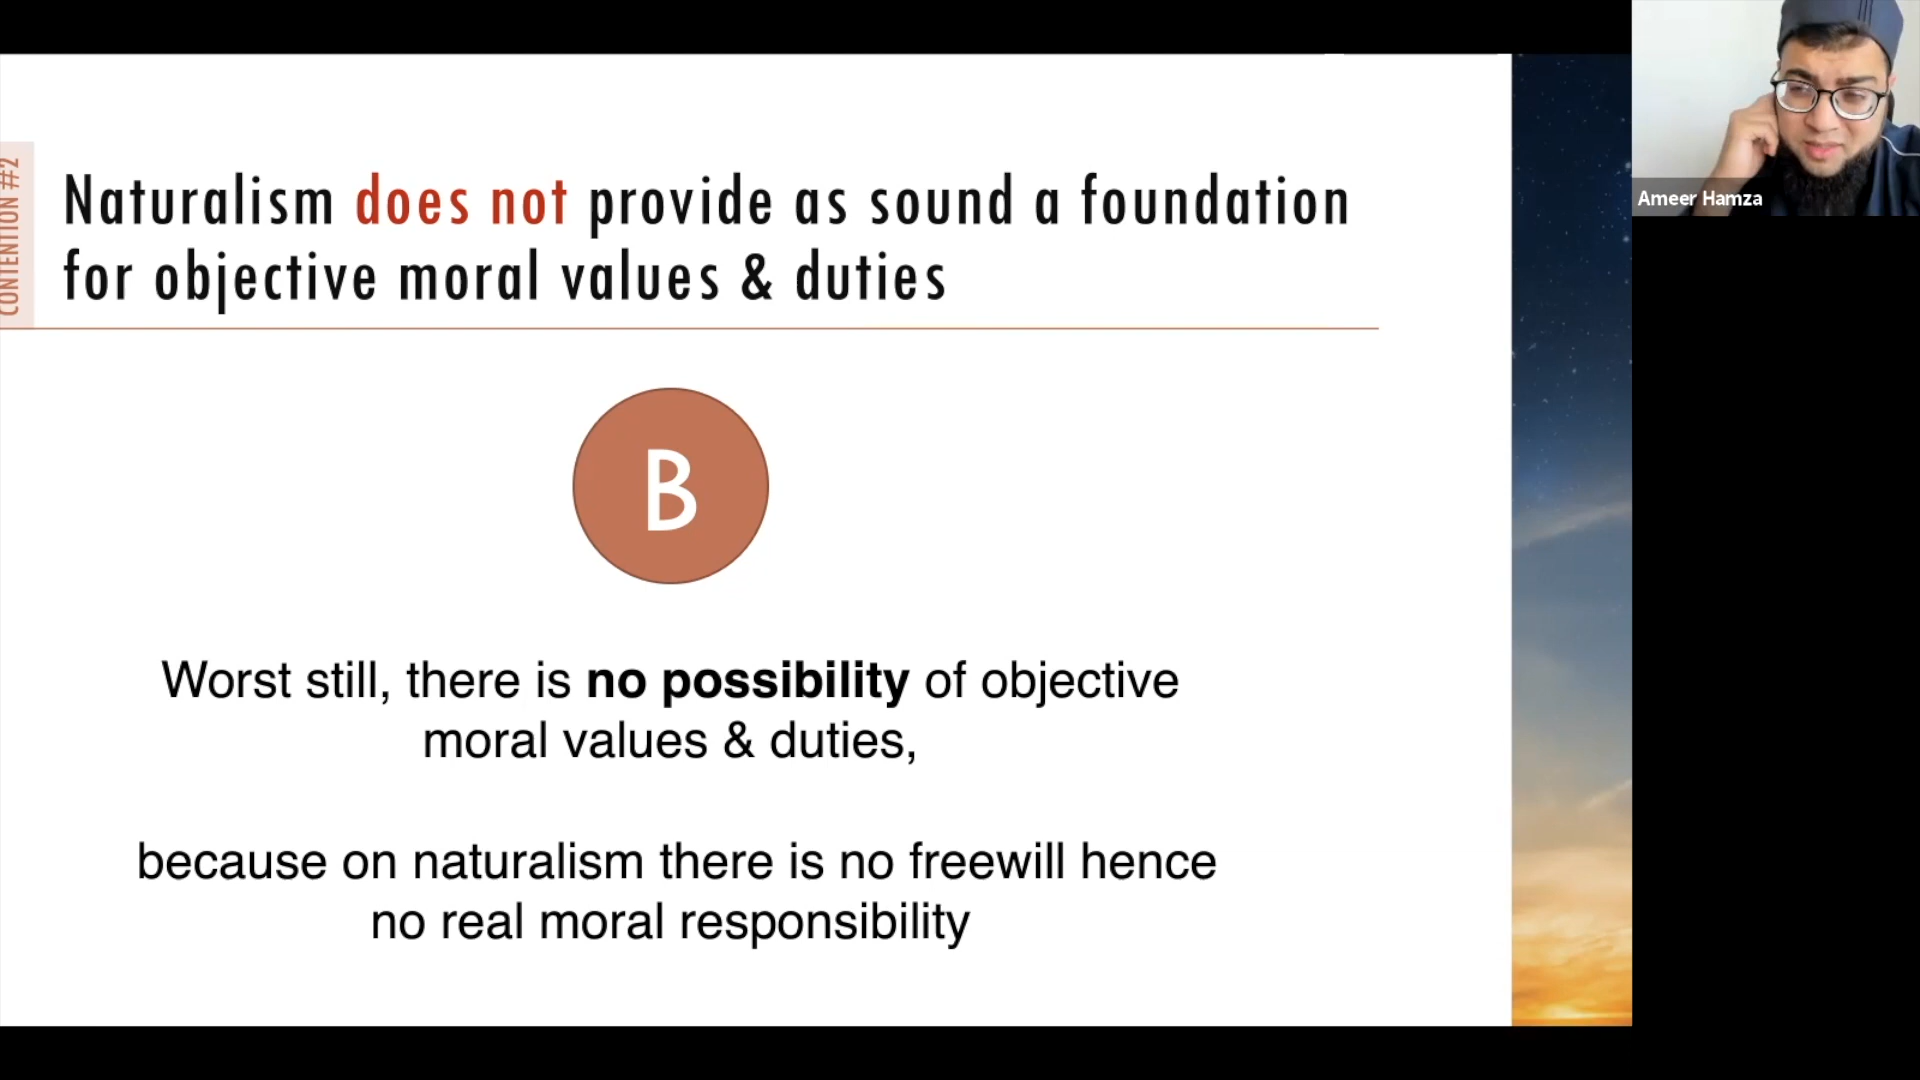 CONTENTION #2
Naturalism does not provide as sound a foundation
for objective moral values & duties
B
Worst still, there is no possibility of objective
moral values & duties,
because on naturalism there is no freewill hence
no real moral responsibility
Ameer Hamza